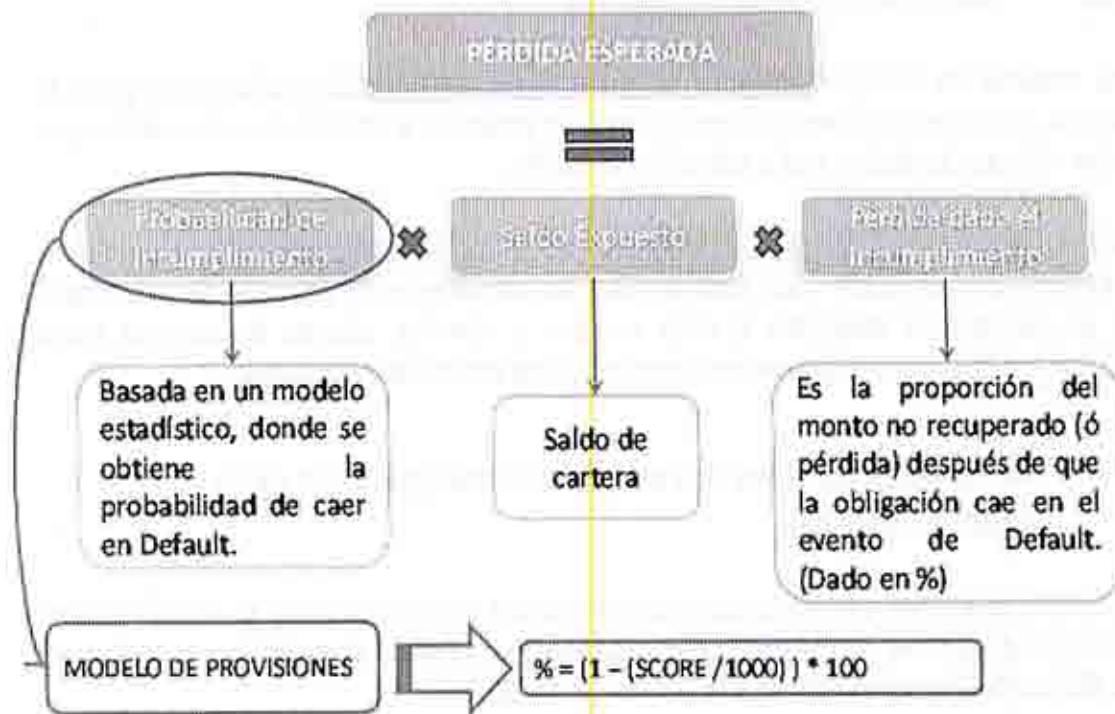 PÉRDIDA ESPERADA
Probabilidad de
Incumplimiento
Saldo Expuesto
Pérdida dado el
Incumplimiento
Basada en un modelo
estadístico, donde se
obtiene la
probabilidad de caer
en Default.
Saldo de
cartera
Es la proporción del
monto no recuperado (ó
pérdida) después de que
la obligación cae en el
evento de Default.
(Dado en %)
MODELO DE PROVISIONES
% = (1 – (SCORE /1000) ) * 100